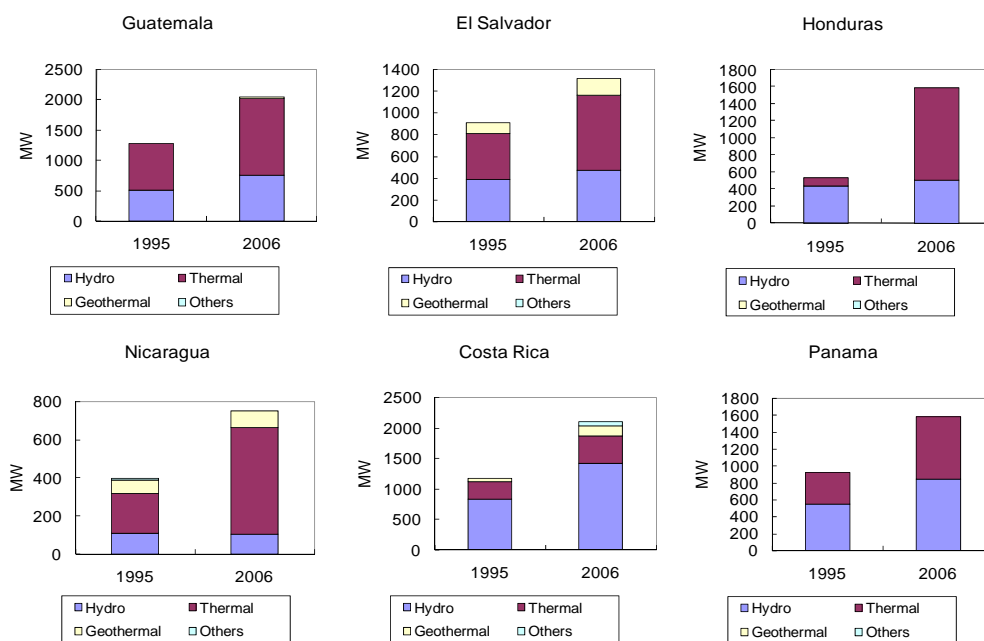 Guatemala
2500
2000
1500
1000
500
0
MW
1995 2006
Hydro Thermal
Geothermal Others
El Salvador
1400
1200
1000
800
600
400
200
0
MW
1995 2006
Hydro Thermal
Geothermal Others
Honduras
1800
1600
1400
1200
1000
800
600
400
200
0
MW
1995 2006
Hydro Thermal
Geothermal Others
Nicaragua
800
600
400
200
0
MW
1995 2006
Hydro Thermal
Geothermal Others
Costa Rica
2500
2000
1500
1000
500
0
MW
1995 2006
Hydro Thermal
Geothermal Others
Panama
1800
1600
1400
1200
1000
800
600
400
200
0
MW
1995 2006
Hydro Thermal
Geothermal Others